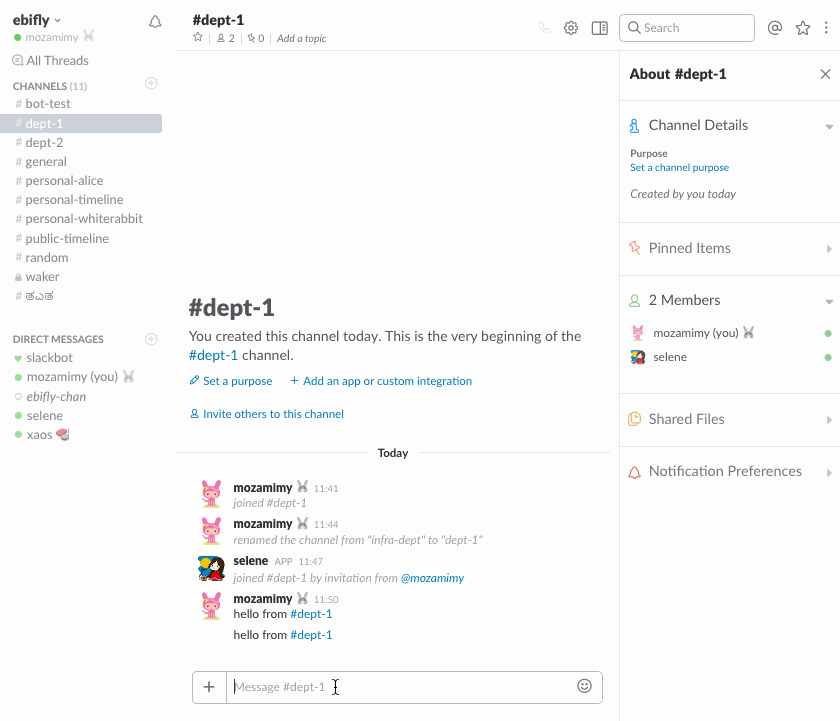 ebifly
mozamimy
All Threads
CHANNELS (11)
# bot-test
# dept-1
# dept-2
# general
# personal-alice
# personal-timeline
# personal-whiterabbit
# public-timeline
# random
waker
# ತಎತ
DIRECT MESSAGES
slackbot
mozamimy (you)
ebifly-chan
selene
xaos
#dept-1
2 | 0 | Add a topic
Search
#dept-1
You created this channel today. This is the very beginning of the
#dept-1 channel.
Set a purpose + Add an app or custom integration
Invite others to this channel
Today
mozamimy 11:41
joined #dept-1
mozamimy 11:44
renamed the channel from "infra-dept" to "dept-1"
selene APP 11:47
joined #dept-1 by invitation from @mozamimy
mozamimy 11:50
hello from #dept-1
hello from #dept-1
+ Message #dept-1
About #dept-1
Channel Details
Purpose
Set a channel purpose
Created by you today
Pinned Items
2 Members
mozamimy (you)
selene
Shared Files
Notification Preferences